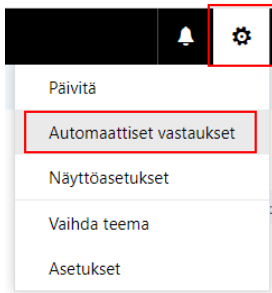 Päivitä
Automaattiset vastaukset
Näyttöasetukset
Vaihda teema
Asetukset